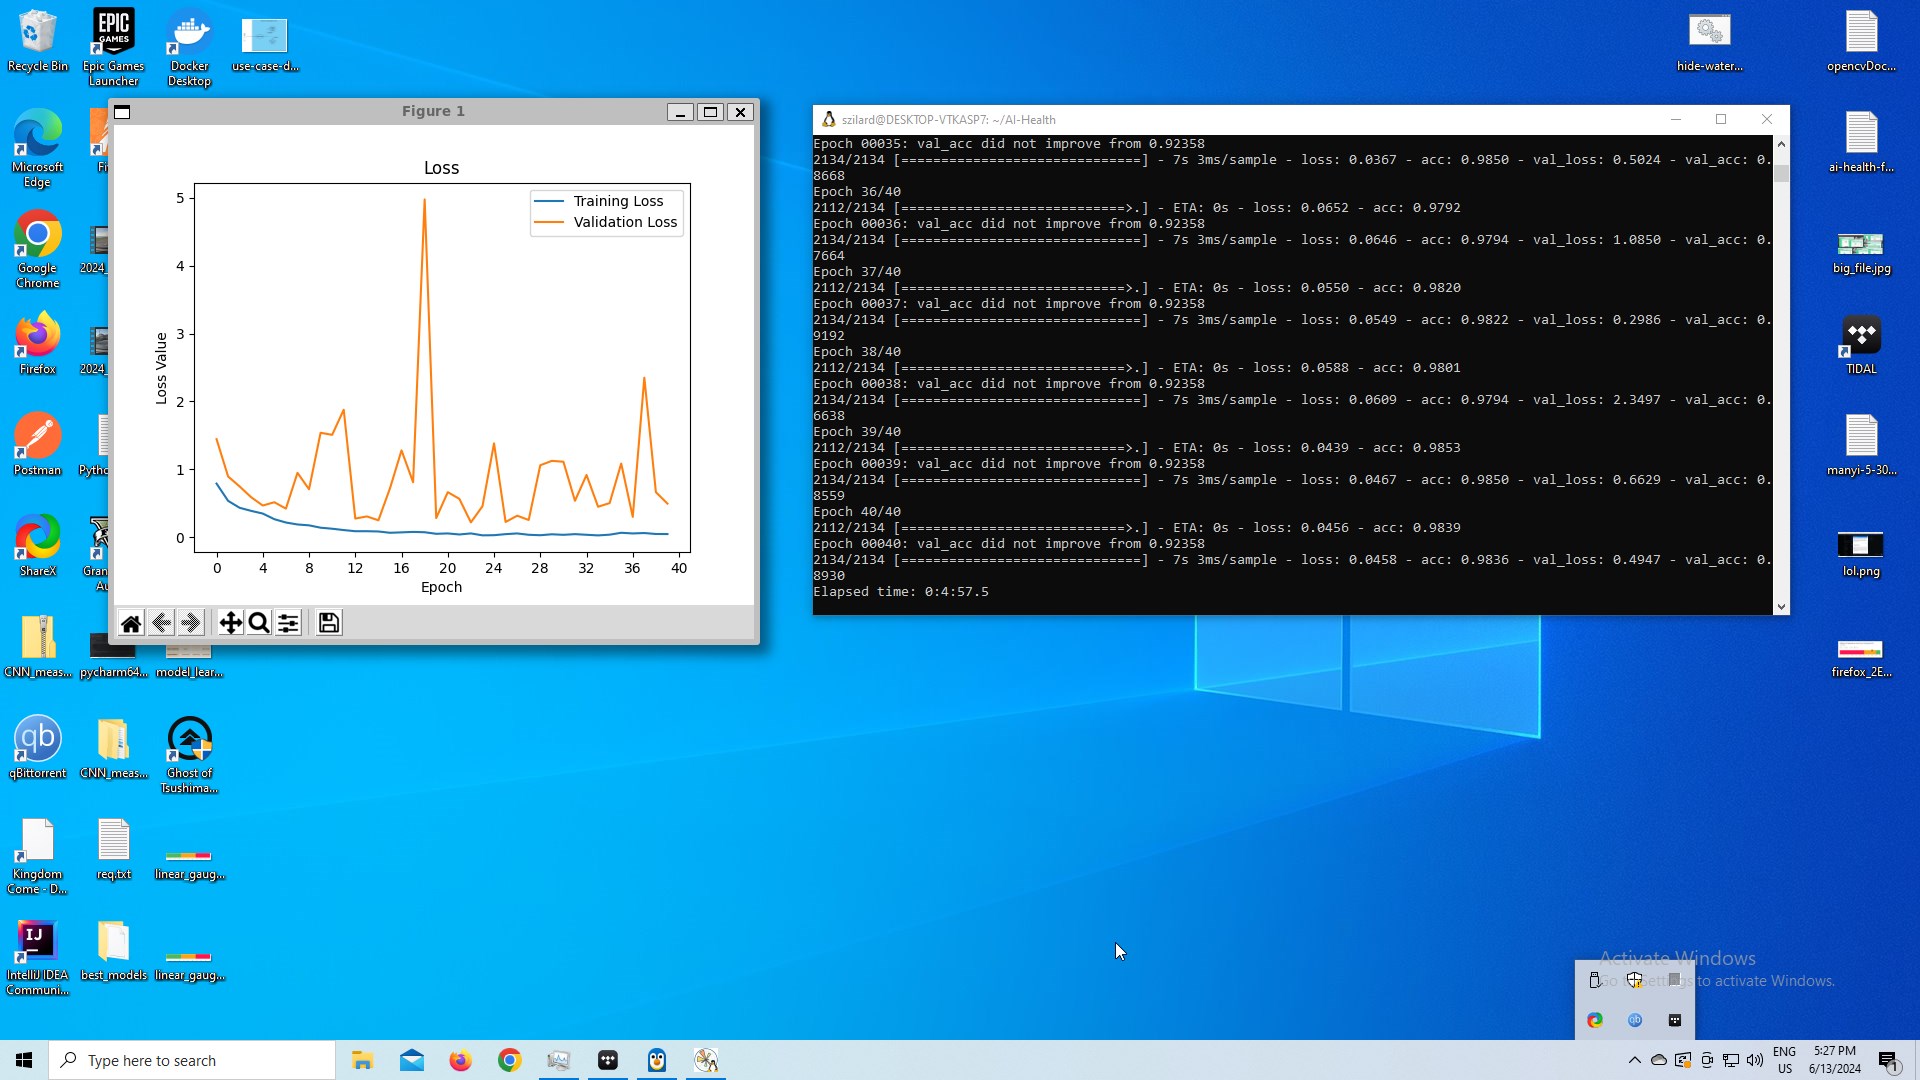 Recycle Bin
EPIC
GAMES
Epic Games
Launcher
Docker
Desktop
use-case-d...
hide-water...
opencvDoc...
Microsoft
Edge
Google
Chrome
2024_
Firefox
2024_
Postman
Pytho
ShareX
Gran
CNN_meas...
pycharm64...
model_lear...
qb
qBittorrent
CNN_meas...
Ghost of
Tsushima...
Kingdom
Come - D...
req.txt
linear_gaug...
IJ
IntelliJ IDEA
Communi...
best_models
linear_gaug...
ai-health-f...
big_file.jpg
TIDAL
manyi-5-30...
lol.png
firefox_2E...
Figure 1
Loss
Training Loss
Validation Loss
Loss Value
5
4
3
2
1
0
0 4 8 12 16 20 24 28 32 36 40
Epoch
szilard@DESKTOP-VTKASP7: ~/AI-Health
Epoch 00035: val_acc did not improve from 0.92358
2134/2134 [==============================] - 7s 3ms/sample - loss: 0.0367 - acc: 0.9850 - val_loss: 0.5024 - val_acc: 0.
8668
Epoch 36/40
2112/2134 [============================>.] - ETA: 0s - loss: 0.0652 - acc: 0.9792
Epoch 00036: val_acc did not improve from 0.92358
2134/2134 [==============================] - 7s 3ms/sample - loss: 0.0646 - acc: 0.9794 - val_loss: 1.0850 - val_acc: 0.
7664
Epoch 37/40
2112/2134 [============================>.] - ETA: 0s - loss: 0.0550 - acc: 0.9820
Epoch 00037: val_acc did not improve from 0.92358
2134/2134 [==============================] - 7s 3ms/sample - loss: 0.0549 - acc: 0.9822 - val_loss: 0.2986 - val_acc: 0.
9192
Epoch 38/40
2112/2134 [============================>.] - ETA: 0s - loss: 0.0588 - acc: 0.9801
Epoch 00038: val_acc did not improve from 0.92358
2134/2134 [==============================] - 7s 3ms/sample - loss: 0.0609 - acc: 0.9794 - val_loss: 2.3497 - val_acc: 0.
6638
Epoch 39/40
2112/2134 [============================>.] - ETA: 0s - loss: 0.0439 - acc: 0.9853
Epoch 00039: val_acc did not improve from 0.92358
2134/2134 [==============================] - 7s 3ms/sample - loss: 0.0467 - acc: 0.9850 - val_loss: 0.6629 - val_acc: 0.
8559
Epoch 40/40
2112/2134 [============================>.] - ETA: 0s - loss: 0.0456 - acc: 0.9839
Epoch 00040: val_acc did not improve from 0.92358
2134/2134 [==============================] - 7s 3ms/sample - loss: 0.0458 - acc: 0.9836 - val_loss: 0.4947 - val_acc: 0.
8930
Elapsed time: 0:4:57.5
Activate Windows
Go to Settings to activate Windows.
Type here to search
ENG
US
5:27 PM
6/13/2024
1